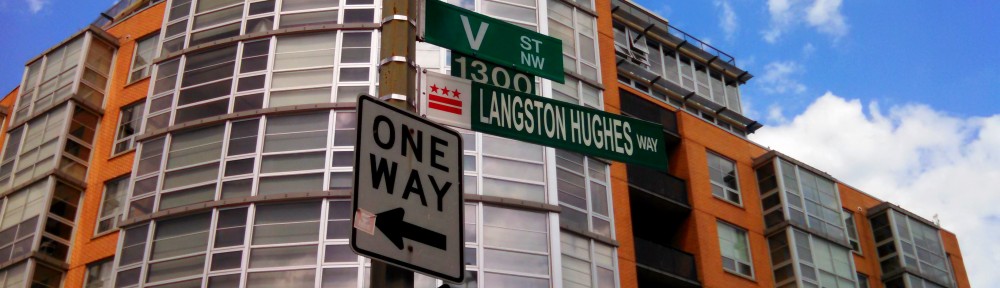 V ST
NW
1300
LANGSTON HUGHES WAY
ONE
WAY